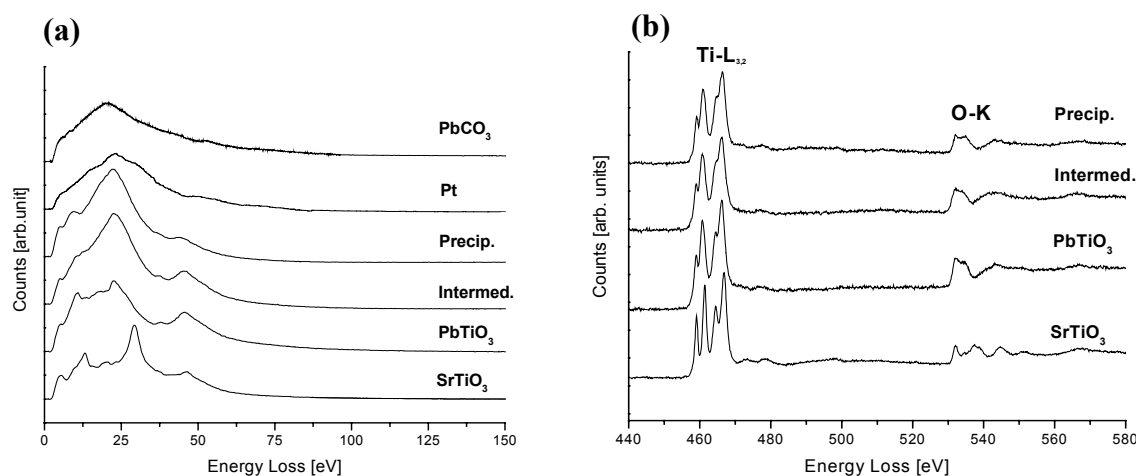 (a)
Counts [arb.unit]
PbCO₃
Pt
Precip.
Intermed.
PbTiO₃
SrTiO₃
0 25 50 75 100 125 150
Energy Loss [eV]
(b)
Counts [arb. units]
Ti-L₃,₂
O-K
Precip.
Intermed.
PbTiO₃
SrTiO₃
440 460 480 500 520 540 560 580
Energy Loss [eV]